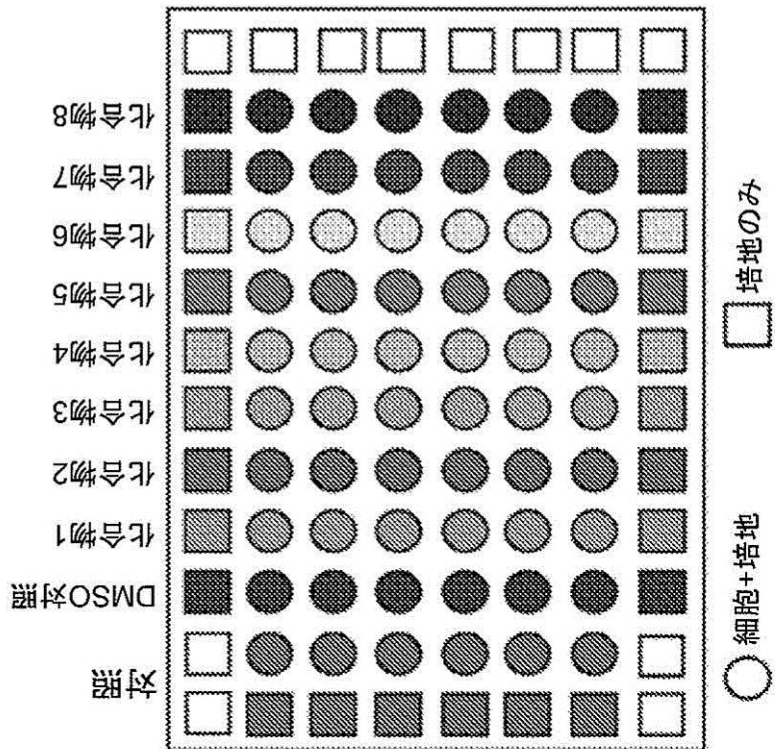 対照
DMSO対照
化合物1
化合物2
化合物3
化合物4
化合物5
化合物6
化合物7
化合物8
細胞+培地
培地のみ